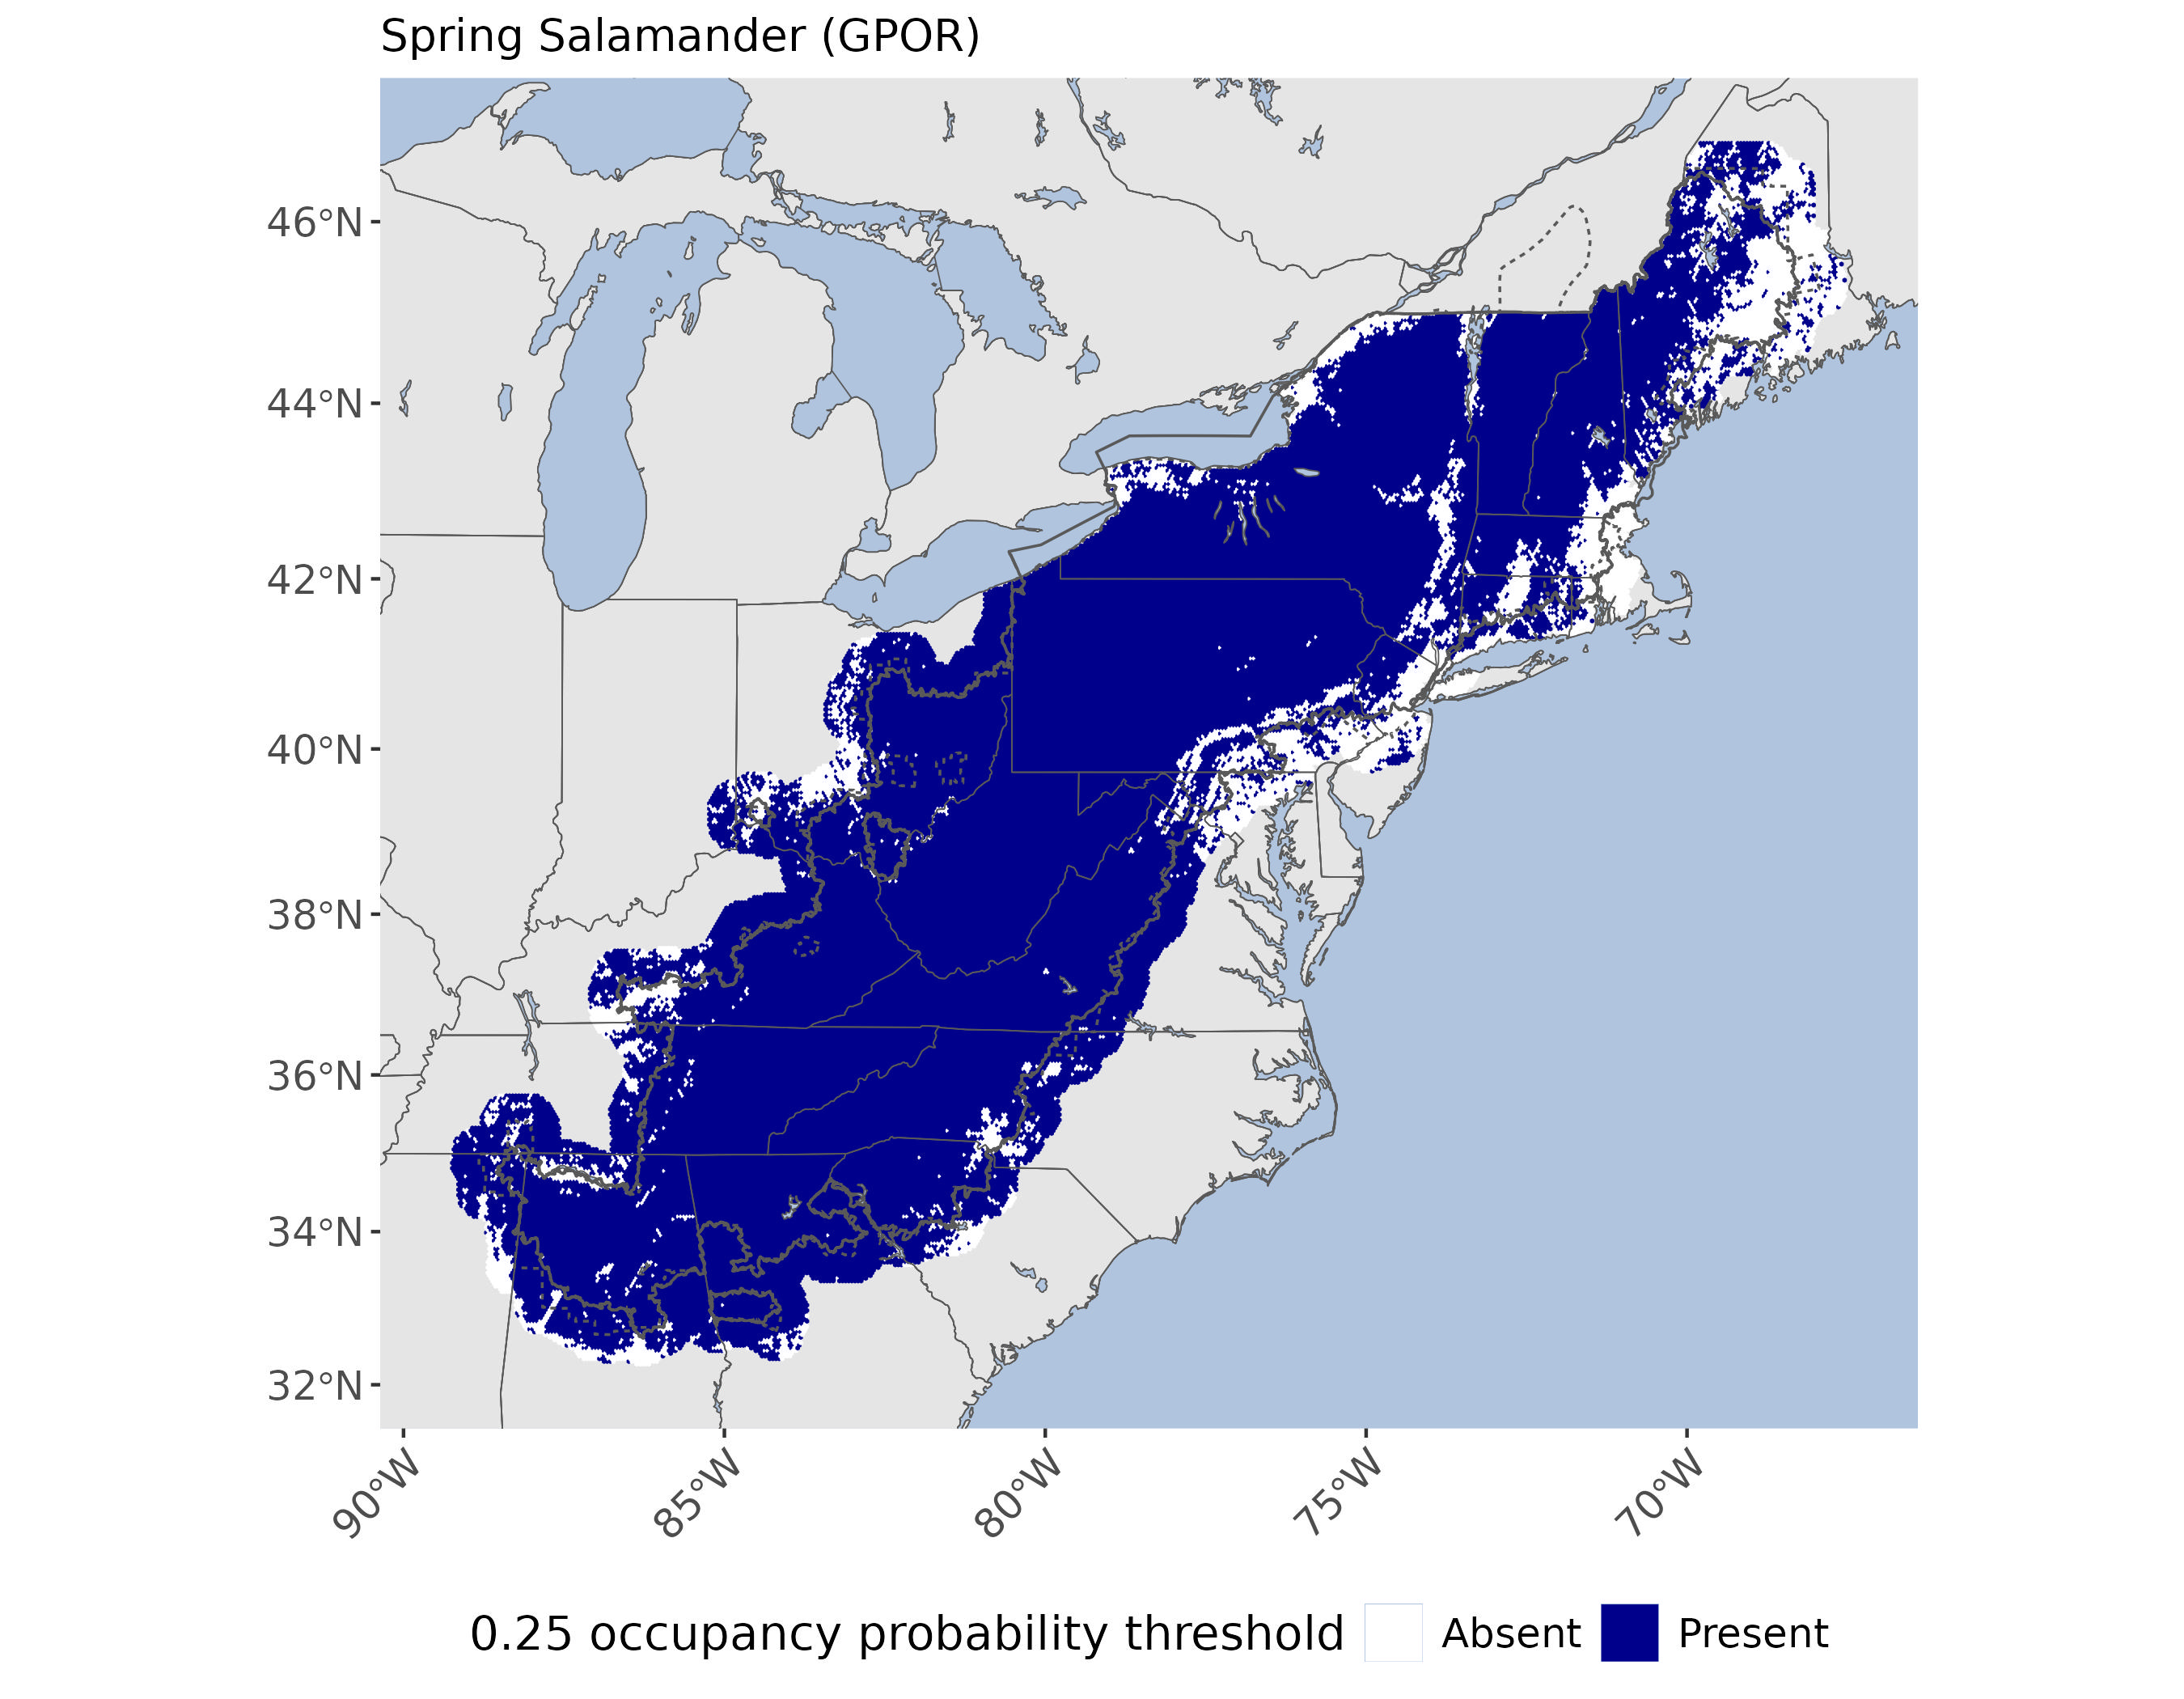 Spring Salamander (GPOR)
46°N
44°N
42°N
40°N
38°N
36°N
34°N
32°N
90°W
85°W
80°W
75°W
70°W
0.25 occupancy probability threshold Absent Present